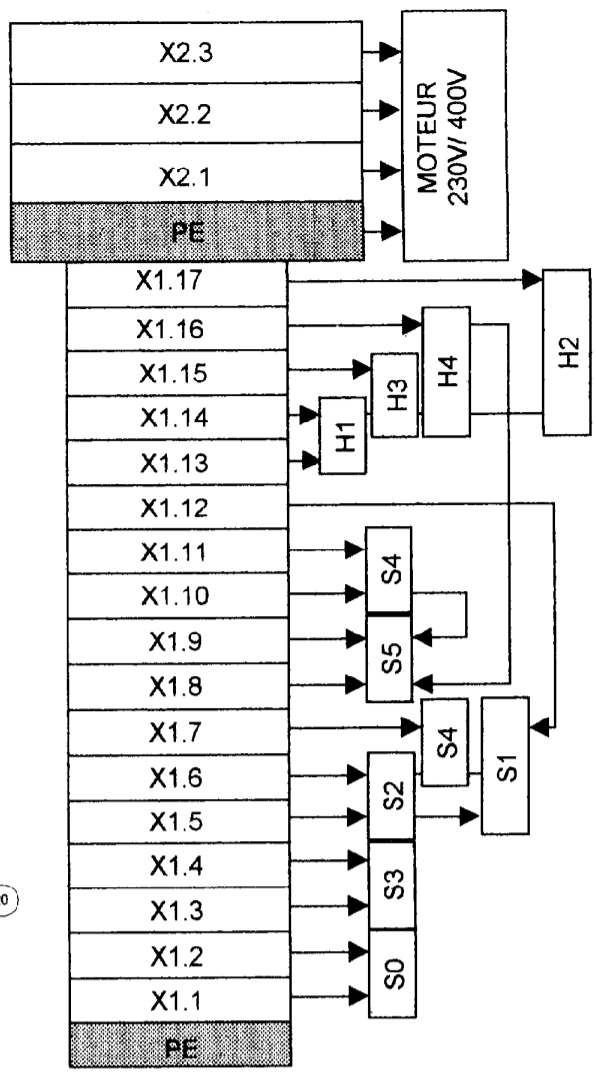 X2.3
X2.2
X2.1
PE
MOTEUR
230V/ 400V
X1.17
X1.16
X1.15
X1.14
X1.13
X1.12
X1.11
X1.10
X1.9
X1.8
X1.7
X1.6
X1.5
X1.4
X1.3
X1.2
X1.1
PE
H1
H3
H4
H2
S4
S5
S4
S1
S2
S3
S0